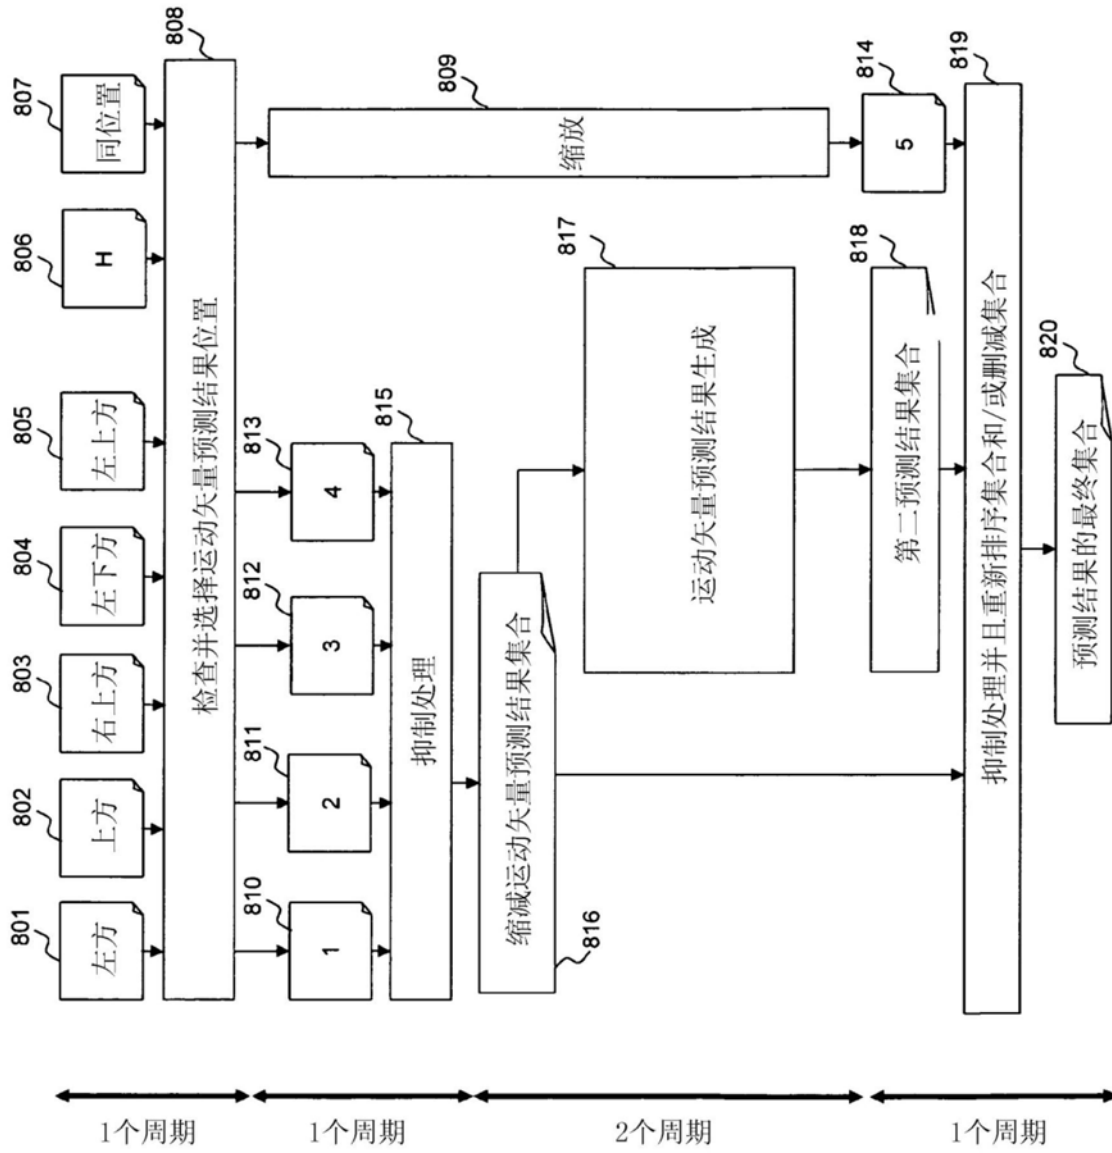 801
802
803
804
805
806
807
左方
上方
右上方
左下方
左上方
H
同位置
808
检查并选择运动矢量预测结果位置
810
811
812
813
809
1
2
3
4
缩放
815
抑制处理
816
缩减运动矢量预测结果集合
817
运动矢量预测结果生成
818
第二预测结果集合
814
5
819
抑制处理并且重新排序集合和/或删减集合
820
预测结果的最终集合
1个周期
1个周期
2个周期
1个周期